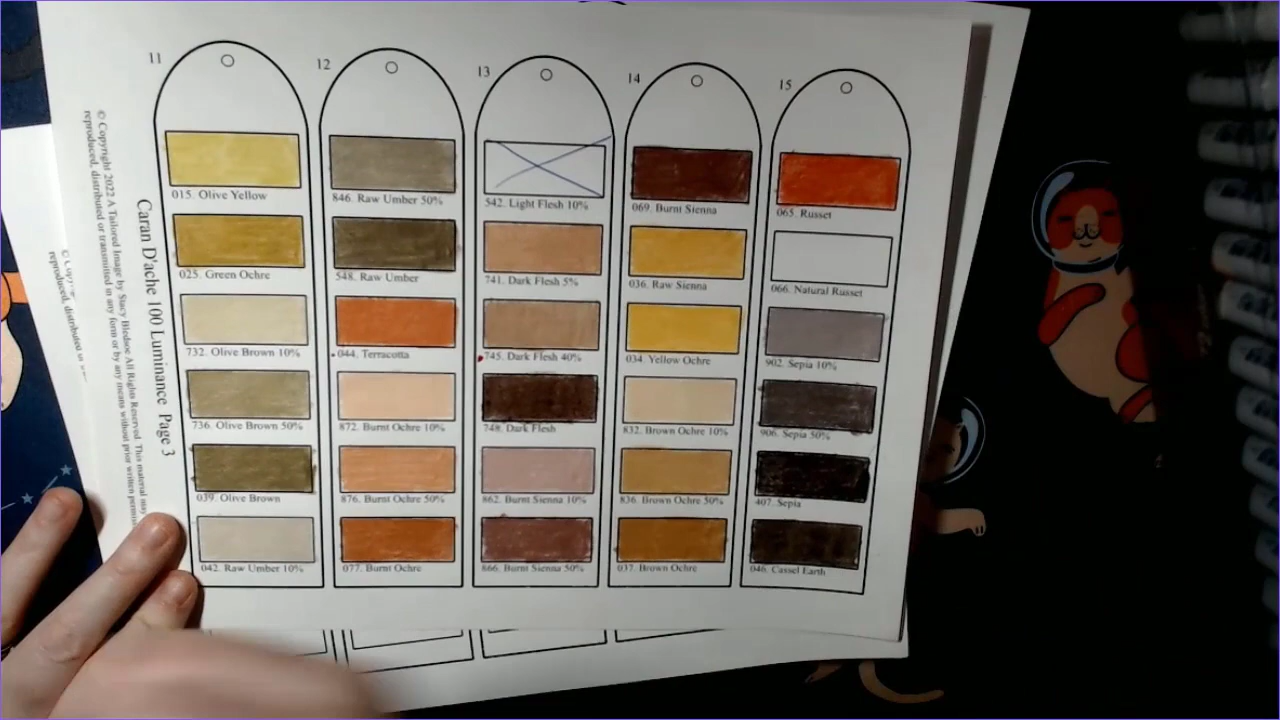 11
015. Olive Yellow
025. Green Ochre
732. Olive Brown 10%
736. Olive Brown 50%
039. Olive Brown
042. Raw Umber 10%
12
846. Raw Umber 50%
548. Raw Umber
044. Terracotta
872. Burnt Ochre 10%
876. Burnt Ochre 50%
077. Burnt Ochre
13
542. Light Flesh 10%
741. Dark Flesh 5%
745. Dark Flesh 40%
748. Dark Flesh
862. Burnt Sienna 10%
866. Burnt Sienna 50%
14
069. Burnt Sienna
036. Raw Sienna
034. Yellow Ochre
832. Brown Ochre 10%
836. Brown Ochre 50%
037. Brown Ochre
15
065. Russet
066. Natural Russet
902. Sepia 10%
906. Sepia 50%
407. Sepia
046. Cassel Earth
Caran D'ache 100 Luminance Page 3
© Copyright 2022 A Tailored Image by Stacy Bledsoe All Rights Reserved. This material may
reproduced, distributed or transmitted in any form or by any means without prior written
reproduced, distributed